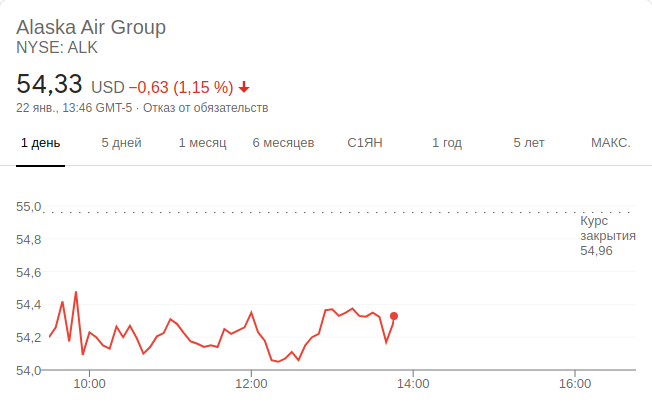 Alaska Air Group
NYSE: ALK
54,33 USD −0,63 (1,15 %)
22 янв., 13:46 GMT-5 · Отказ от обязательств
1 день 5 дней 1 месяц 6 месяцев С1ЯН 1 год 5 лет МАКС.
55,0
Курс
закрытия
54,8
54,96
54,6
54,4
54,2
54,0
10:00 12:00 14:00 16:00